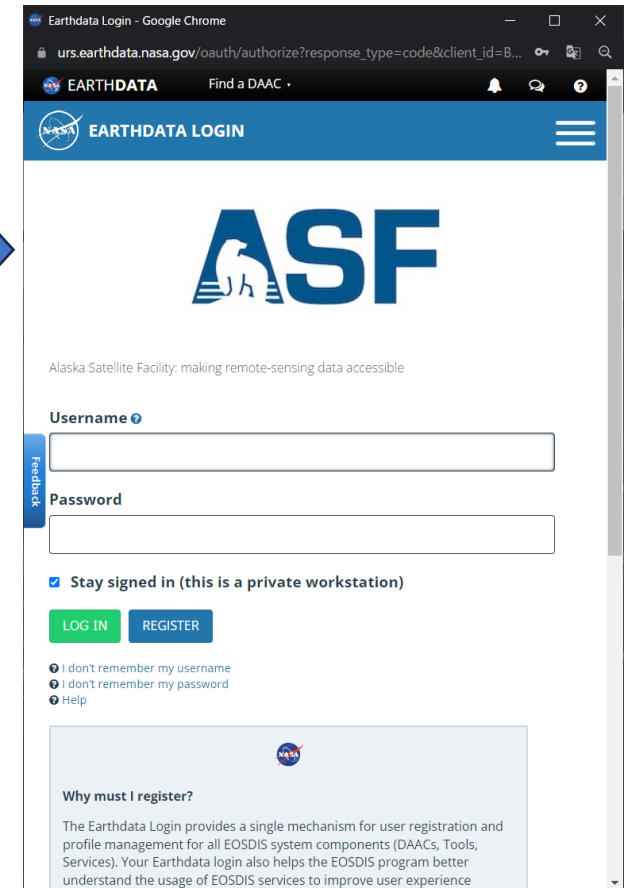 Earthdata Login - Google Chrome
urs.earthdata.nasa.gov/oauth/authorize?response_type=code&client_id=B...
EARTHDATA Find a DAAC
NASA EARTHDATA LOGIN
ASF
Alaska Satellite Facility: making remote-sensing data accessible
Username
Feedback
Password
Stay signed in (this is a private workstation)
LOG IN REGISTER
I don't remember my username
I don't remember my password
Help
NASA
Why must I register?
The Earthdata Login provides a single mechanism for user registration and
profile management for all EOSDIS system components (DAACs, Tools,
Services). Your Earthdata login also helps the EOSDIS program better
understand the usage of EOSDIS services to improve user experience